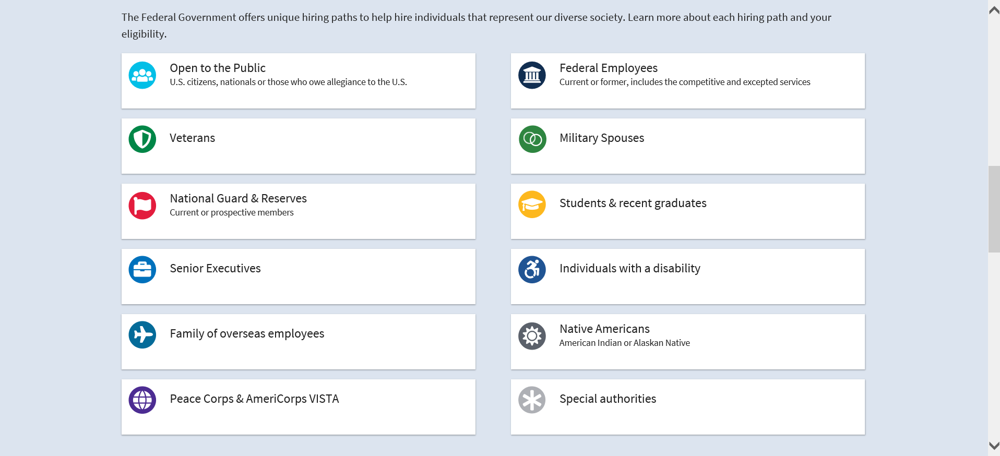 The Federal Government offers unique hiring paths to help hire individuals that represent our diverse society. Learn more about each hiring path and your
eligibility.
Open to the Public
U.S. citizens, nationals or those who owe allegiance to the U.S.
Federal Employees
Current or former, includes the competitive and excepted services
Veterans
Military Spouses
National Guard & Reserves
Current or prospective members
Students & recent graduates
Senior Executives
Individuals with a disability
Family of overseas employees
Native Americans
American Indian or Alaskan Native
Peace Corps & AmeriCorps VISTA
Special authorities